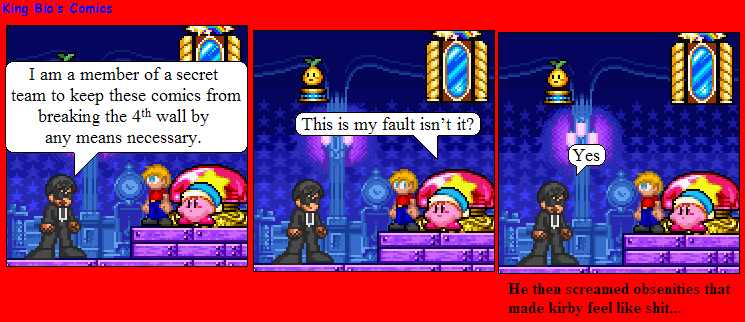 King Bio's Comics
I am a member of a secret
team to keep these comics from
breaking the 4th wall by
any means necessary.
This is my fault isn't it?
Yes
He then screamed obsenities that
made kirby feel like shit...